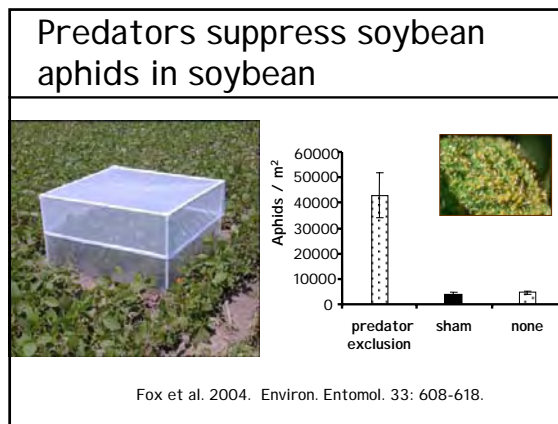 Predators suppress soybean
aphids in soybean
Aphids / m²
60000
50000
40000
30000
20000
10000
0
predator
exclusion
sham
none
Fox et al. 2004. Environ. Entomol. 33: 608-618.